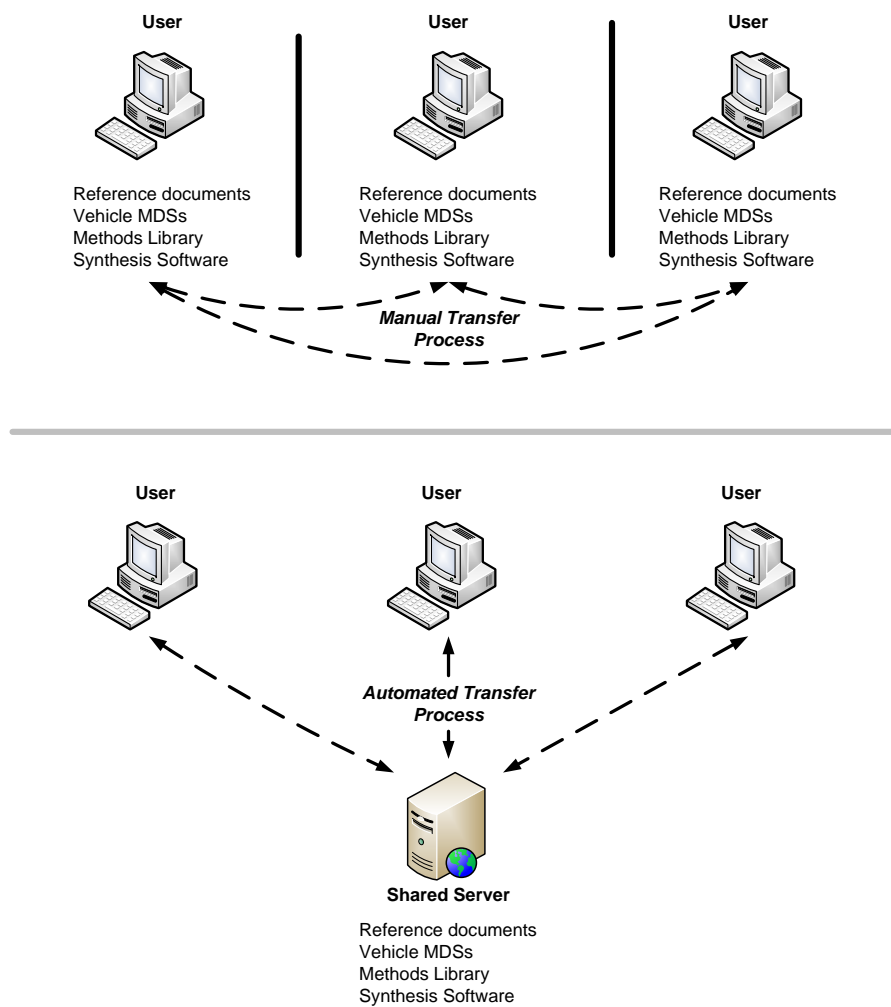 User
User
User
Reference documents
Vehicle MDSs
Methods Library
Synthesis Software
Reference documents
Vehicle MDSs
Methods Library
Synthesis Software
Reference documents
Vehicle MDSs
Methods Library
Synthesis Software
Manual Transfer
Process
User
User
User
Automated Transfer
Process
Shared Server
Reference documents
Vehicle MDSs
Methods Library
Synthesis Software